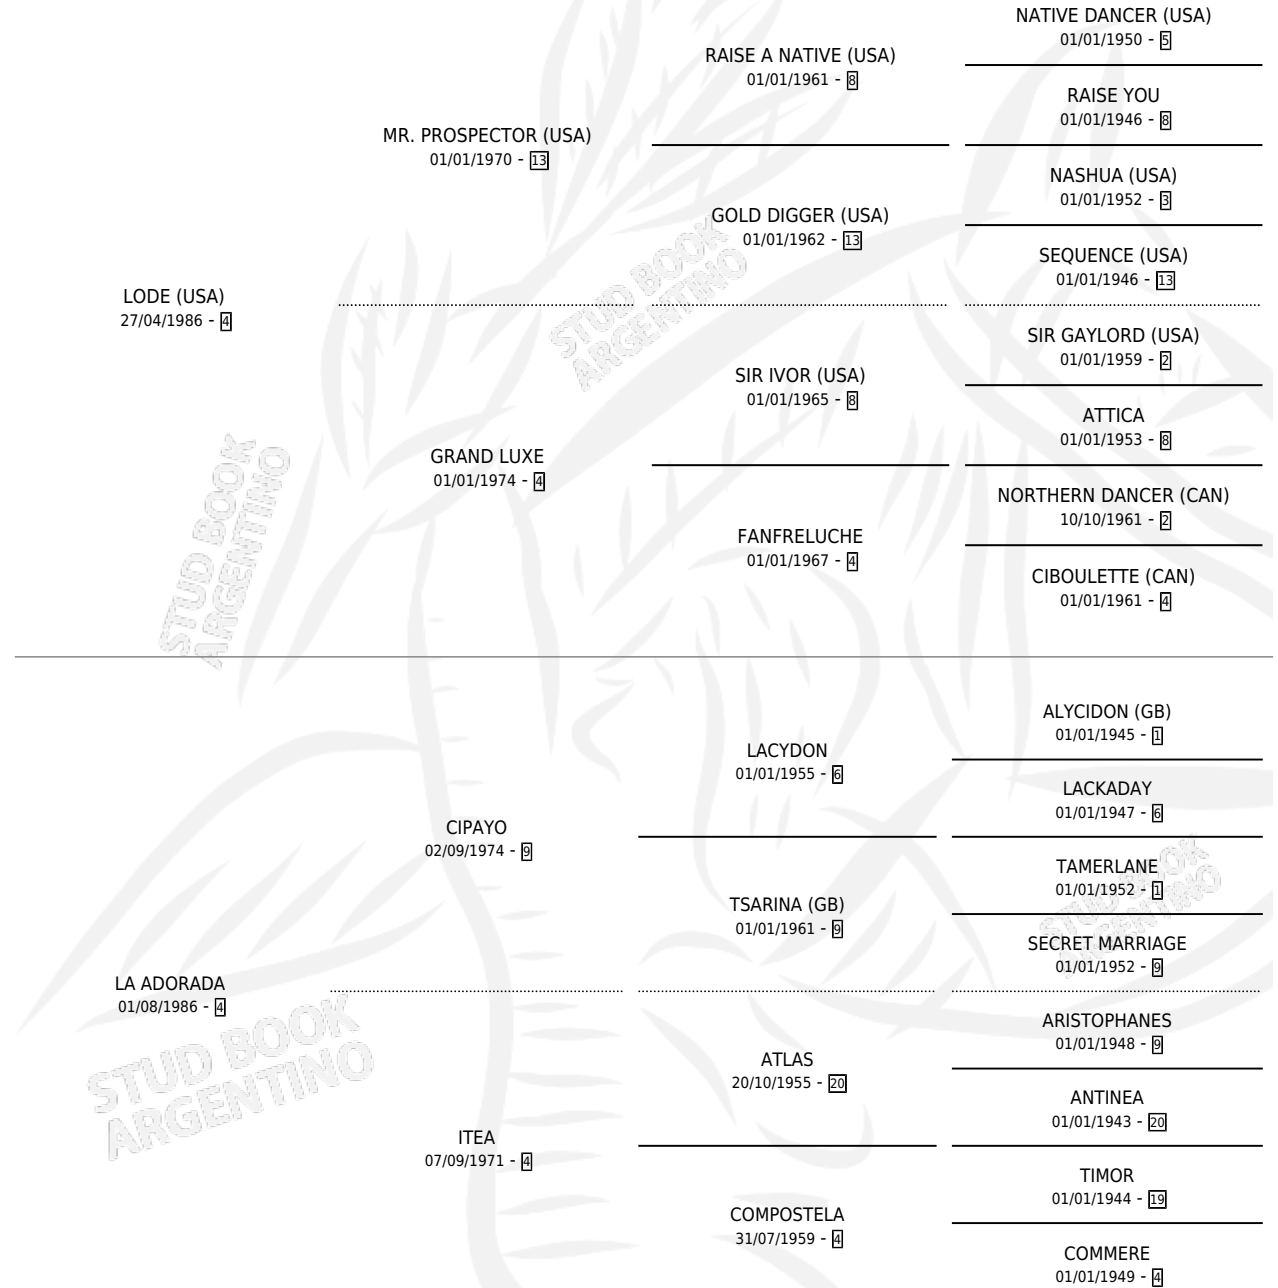 NATIVE DANCER (USA)
01/01/1950 - 5
RAISE A NATIVE (USA)
01/01/1961 - 8
RAISE YOU
01/01/1946 - 8
MR. PROSPECTOR (USA)
01/01/1970 - 13
NASHUA (USA)
01/01/1952 - 3
GOLD DIGGER (USA)
01/01/1962 - 13
SEQUENCE (USA)
01/01/1946 - 13
LODE (USA)
27/04/1986 - 4
SIR GAYLORD (USA)
01/01/1959 - 2
SIR IVOR (USA)
01/01/1965 - 8
ATTICA
01/01/1953 - 8
GRAND LUXE
01/01/1974 - 4
NORTHERN DANCER (CAN)
10/10/1961 - 2
FANFRELUCHE
01/01/1967 - 4
CIBOULETTE (CAN)
01/01/1961 - 4
ALYCIDON (GB)
01/01/1945 - 1
LACYDON
01/01/1955 - 6
LACKADAY
01/01/1947 - 6
CIPAYO
02/09/1974 - 9
TAMERLANE
01/01/1952 - 1
TSARINA (GB)
01/01/1961 - 9
SECRET MARRIAGE
01/01/1952 - 9
LA ADORADA
01/08/1986 - 4
ARISTOPHANES
01/01/1948 - 9
ATLAS
20/10/1955 - 20
ANTINEA
01/01/1943 - 20
ITEA
07/09/1971 - 4
TIMOR
01/01/1944 - 19
COMPOSTELA
31/07/1959 - 4
COMMERE
01/01/1949 - 4
STUD BOOK
ARGENTINO
STUD BOOK
ARGENTINO
STUD BOOK
ARGENTINO
STUD BOOK
ARGENTINO